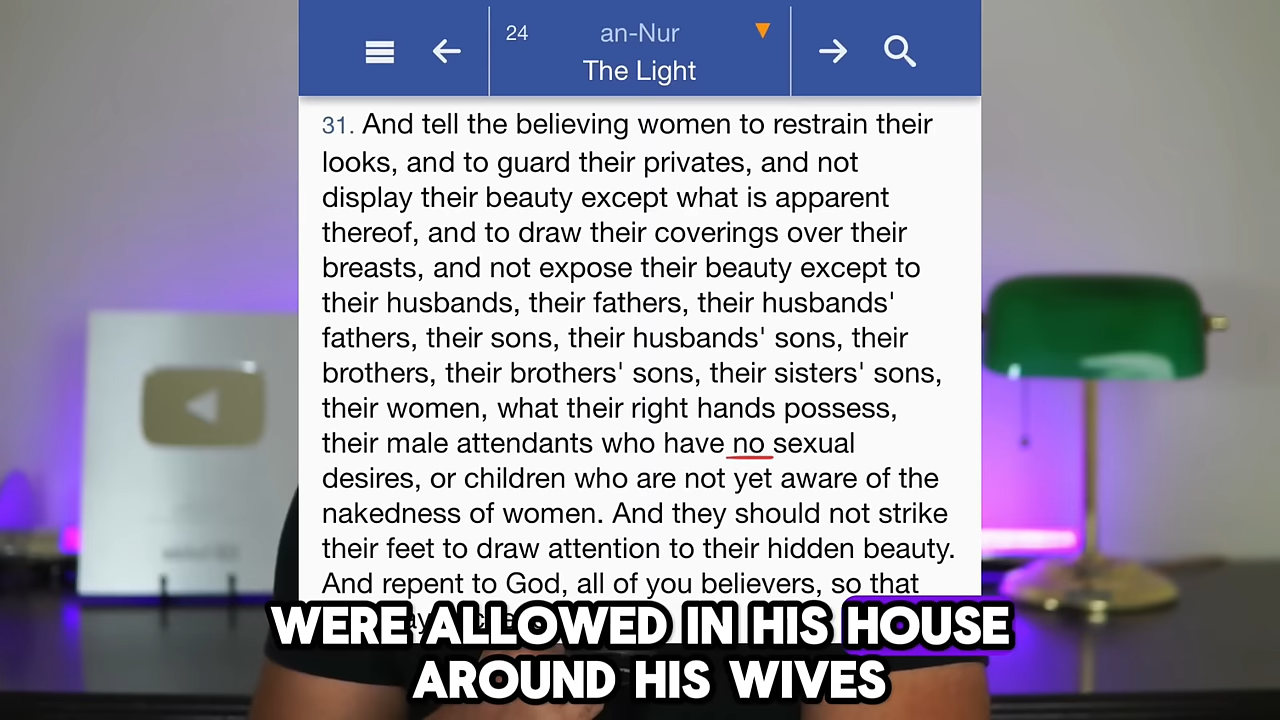 24
an-Nur
The Light
31. And tell the believing women to restrain their
looks, and to guard their privates, and not
display their beauty except what is apparent
thereof, and to draw their coverings over their
breasts, and not expose their beauty except to
their husbands, their fathers, their husbands'
fathers, their sons, their husbands' sons, their
brothers, their brothers' sons, their sisters' sons,
their women, what their right hands possess,
their male attendants who have no sexual
desires, or children who are not yet aware of the
nakedness of women. And they should not strike
their feet to draw attention to their hidden beauty.
And repent to God, all of you believers, so that
WERE ALLOWED IN HIS HOUSE
AROUND HIS WIVES